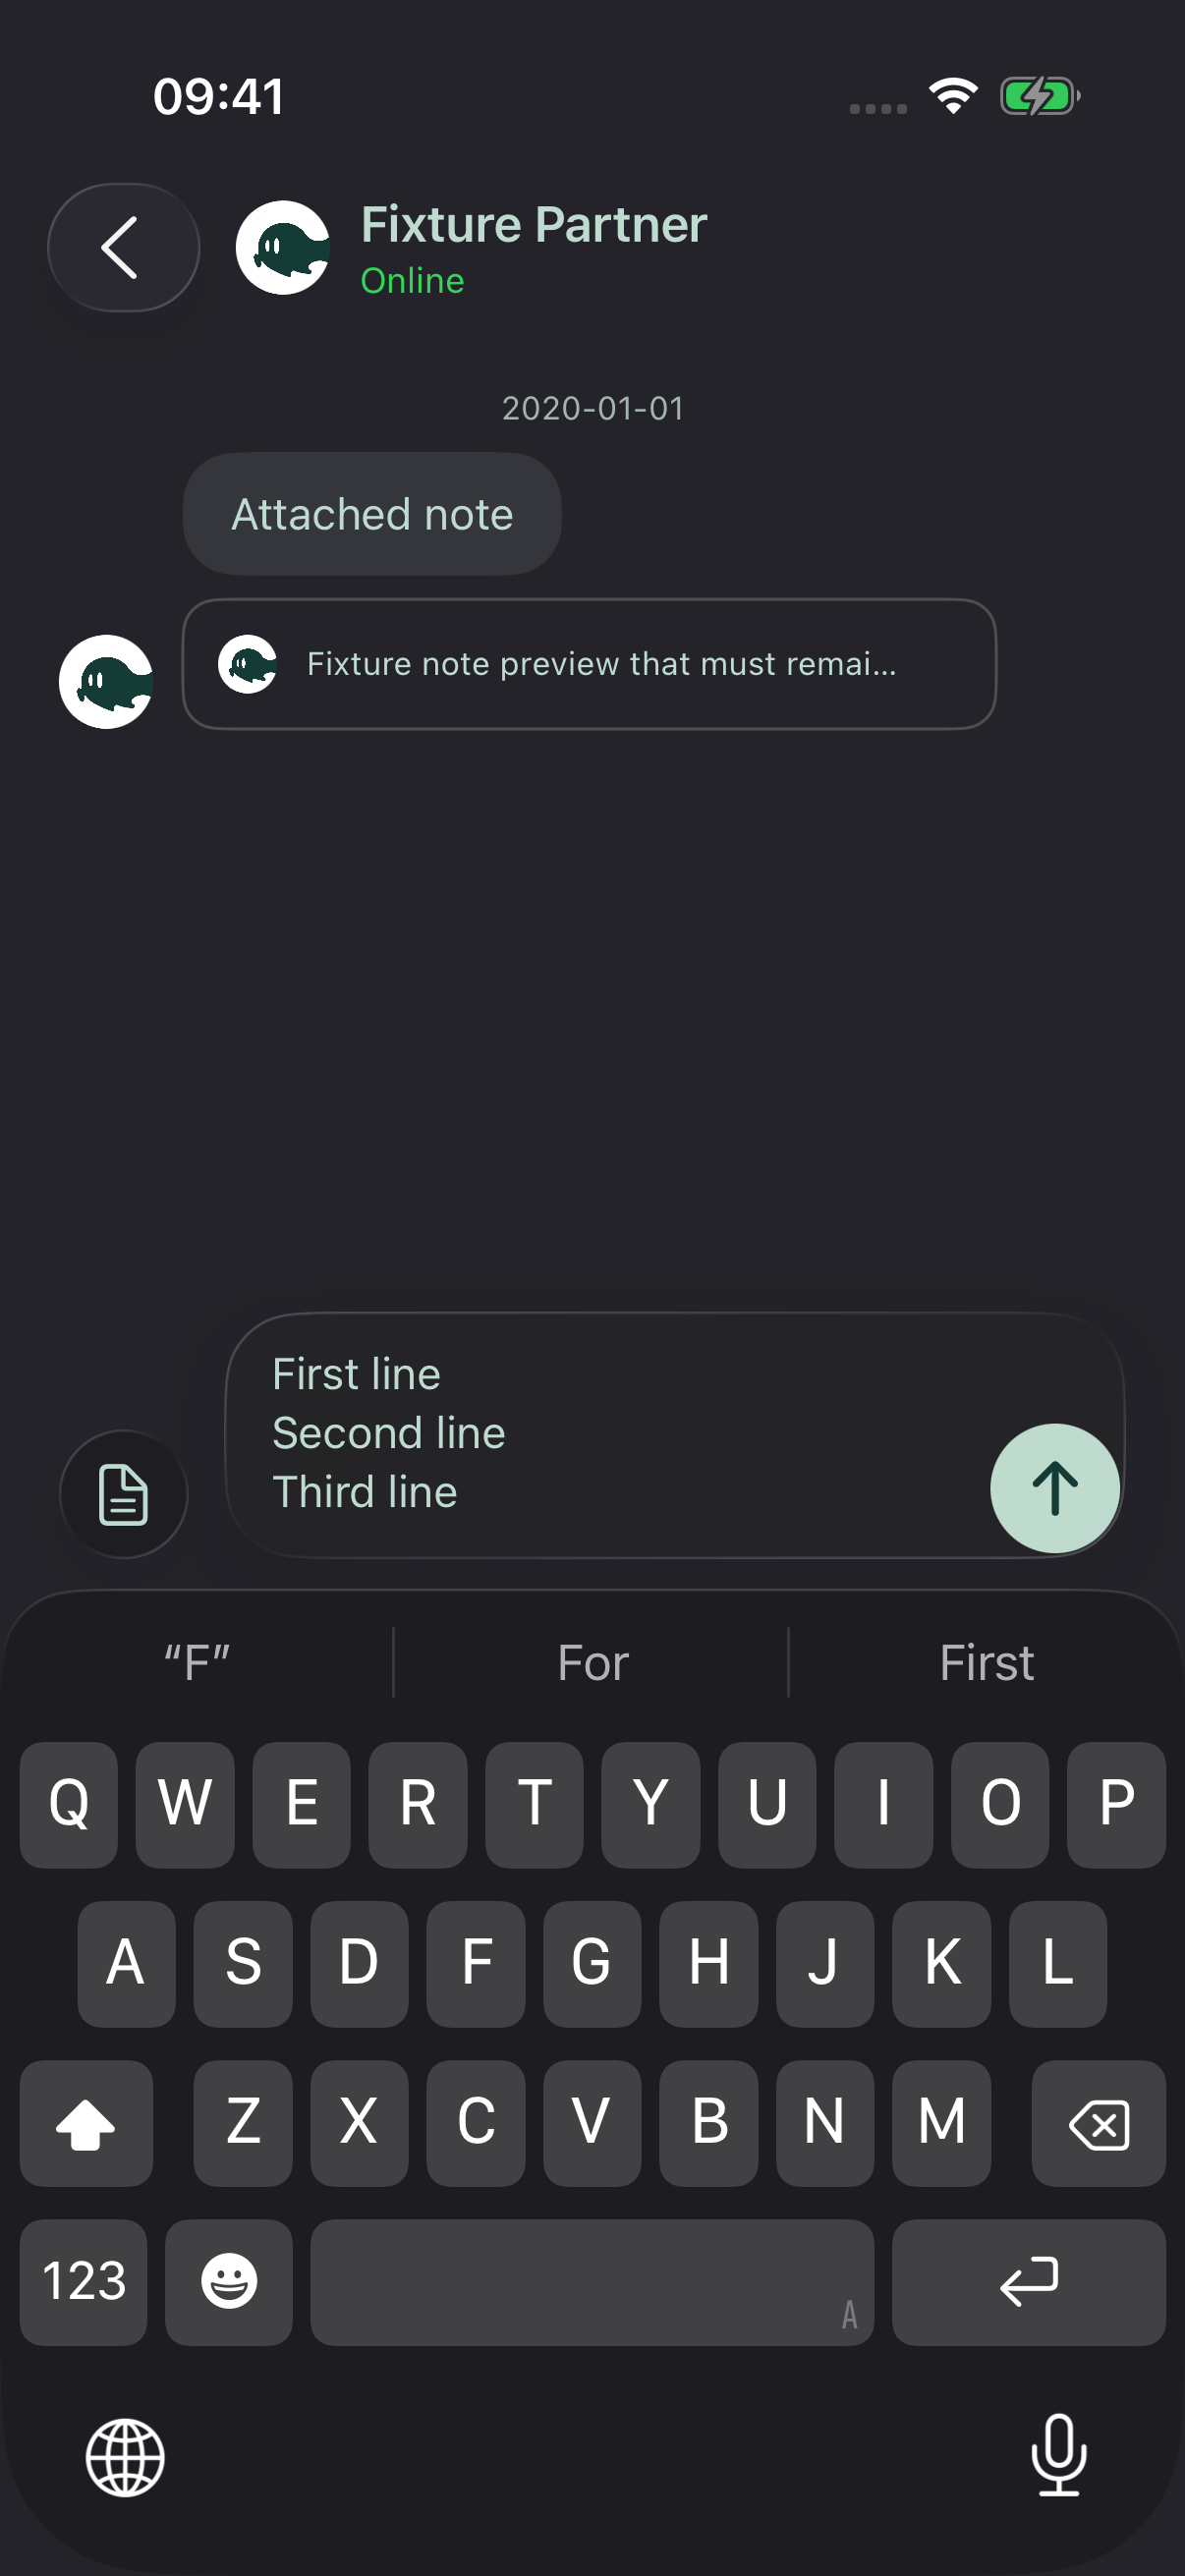 09:41
Fixture Partner
Online
2020-01-01
Attached note
Fixture note preview that must remai...
First line
Second line
Third line
“F” For First
Q W E R T Y U I O P
A S D F G H J K L
Z X C V B N M
123
A